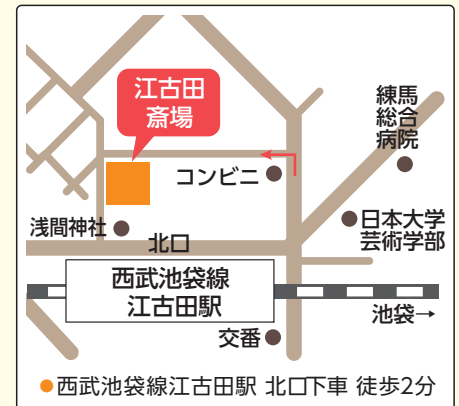 江古田
斎場
練馬
総合
病院
コンビニ
浅間神社
日本大学
芸術学部
北口
西武池袋線
江古田駅
池袋→
交番
●西武池袋線江古田駅 北口下車 徒歩2分